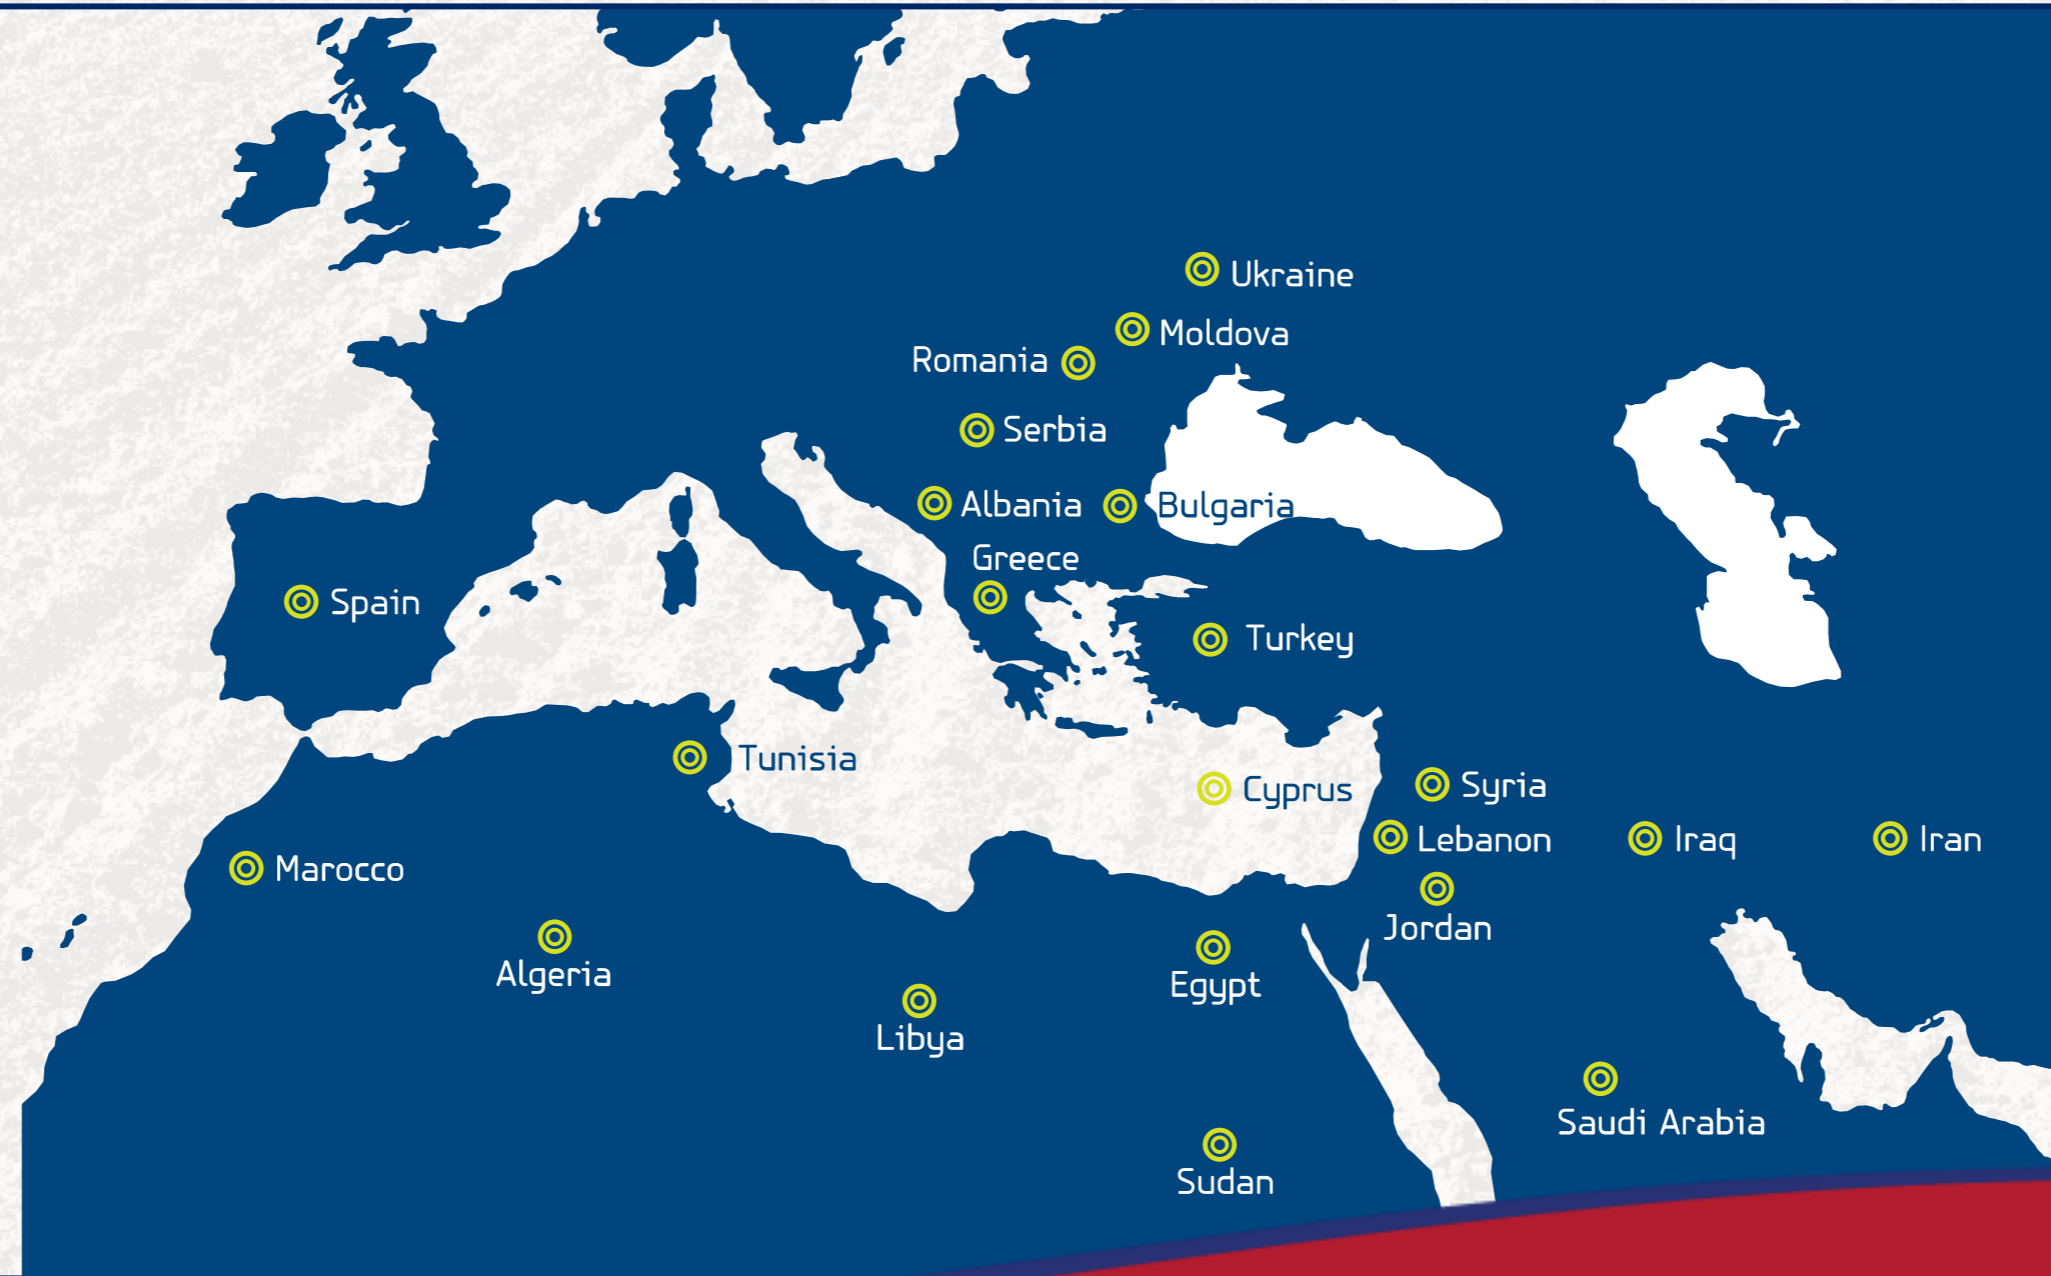 Ukraine
Moldova
Romania
Serbia
Albania
Bulgaria
Greece
Spain
Turkey
Tunisia
Cyprus
Syria
Lebanon
Iraq
Iran
Marocco
Jordan
Algeria
Egypt
Libya
Saudi Arabia
Sudan